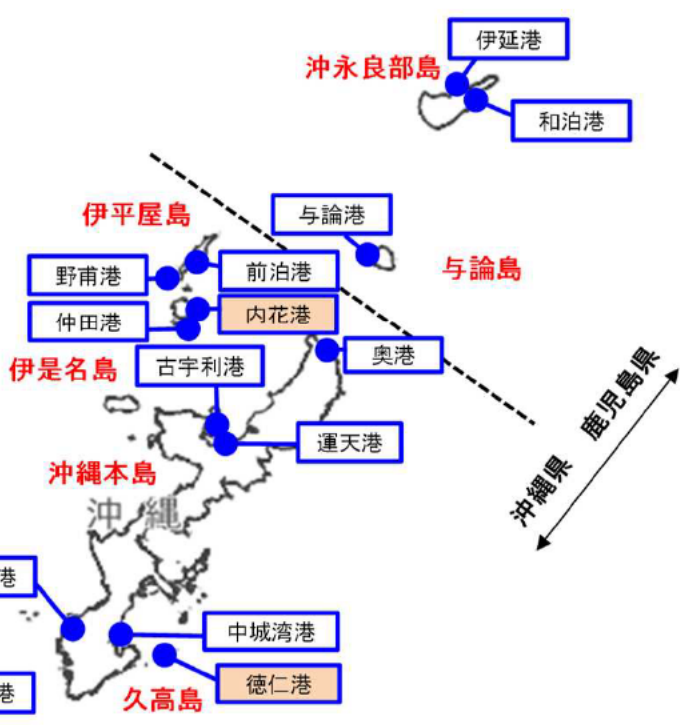 伊延港
沖永良部島
和泊港
伊平屋島
与論港
与論島
野甫港
前泊港
仲田港
内花港
伊是名島
古宇利港
奥港
鹿児島県
沖縄県
運天港
沖縄本島
沖縄
港
中城湾港
徳仁港
久高島
港